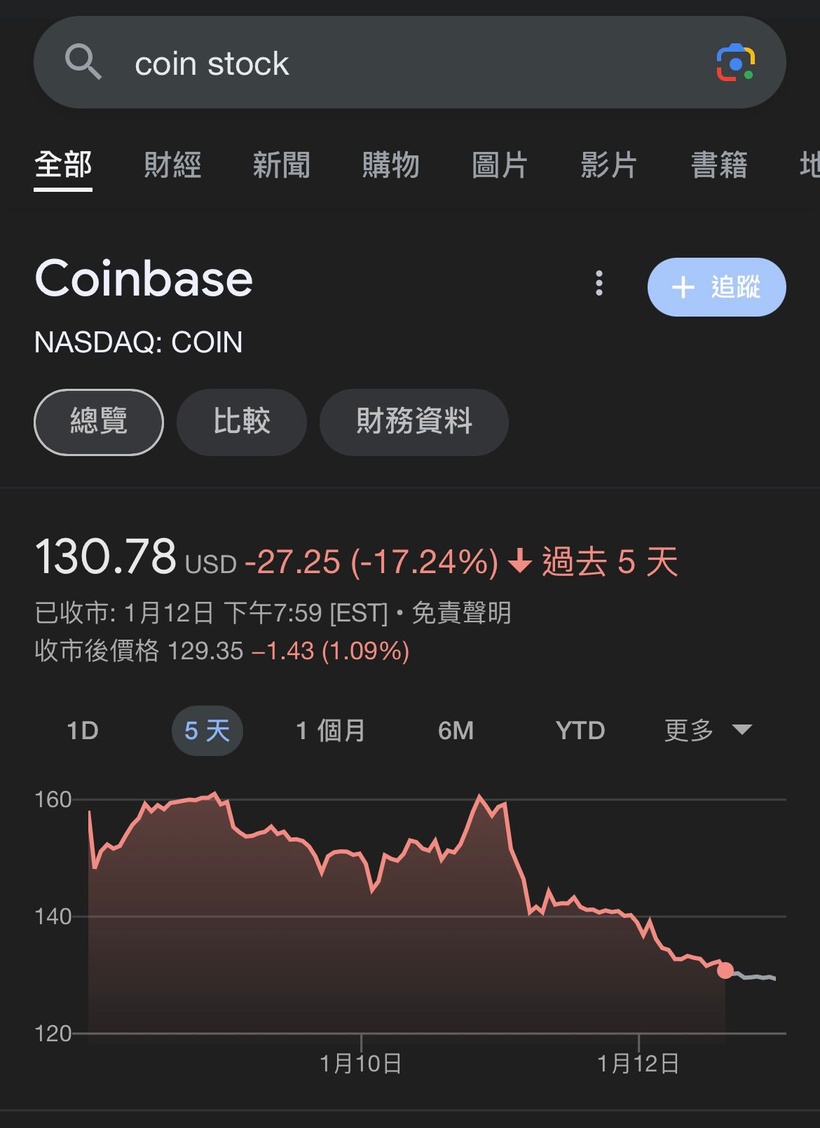 coin stock
全部 財經 新聞 購物 圖片 影片 書籍
Coinbase
+ 追蹤
NASDAQ: COIN
總覽 比較 財務資料
130.78 USD -27.25 (-17.24%) ↓ 過去 5 天
已收市: 1月12日 下午7:59 [EST] • 免責聲明
收市後價格 129.35 −1.43 (1.09%)
1D 5 天 1 個月 6M YTD 更多
160
140
120
1月10日 1月12日